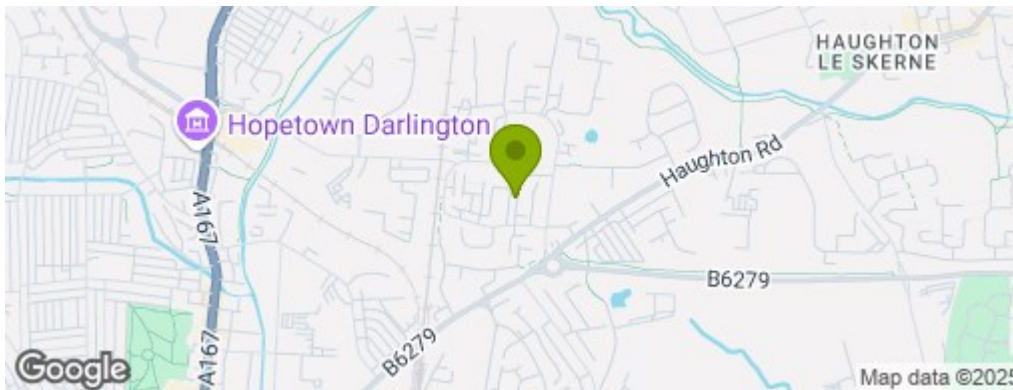 HAUGHTON
LE SKERNE
Hopetown Darlington
Haughton Rd
A167
B6279
A167
B6279
Google
Map data ©2025